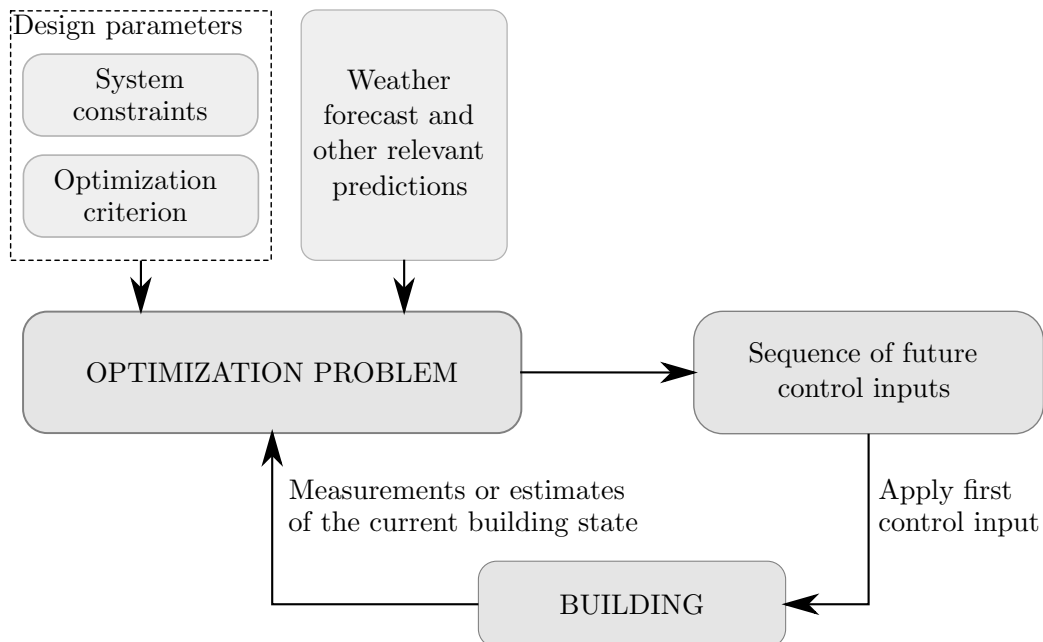 Design parameters
System
constraints
Optimization
criterion
Weather
forecast and
other relevant
predictions
OPTIMIZATION PROBLEM
Sequence of future
control inputs
Measurements or estimates
of the current building state
Apply first
control input
BUILDING